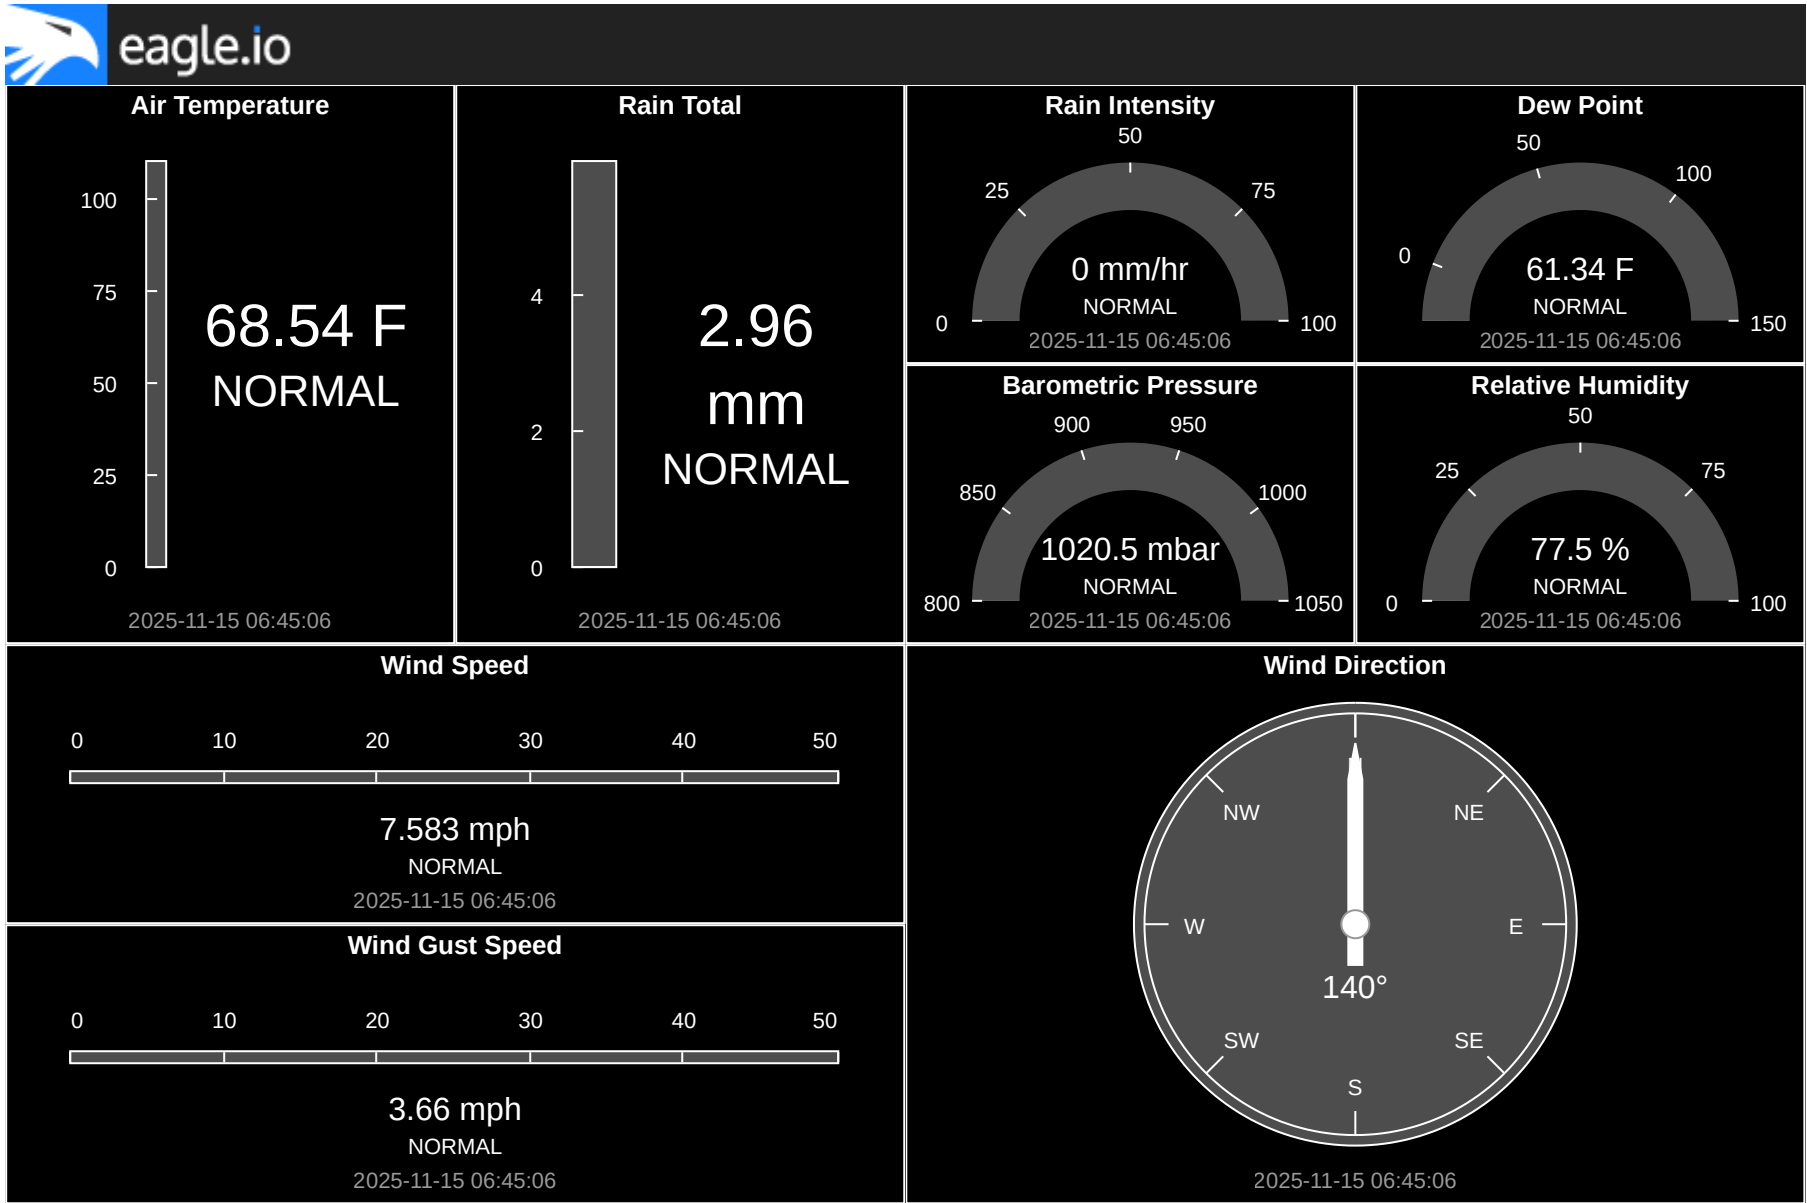 eagle.io
Air Temperature
100
75
50
25
0
68.54 F
NORMAL
2025-11-15 06:45:06
Rain Total
4
2
0
2.96
mm
NORMAL
2025-11-15 06:45:06
Rain Intensity
50
25
75
0
100
0 mm/hr
NORMAL
2025-11-15 06:45:06
Dew Point
50
100
0
150
61.34 F
NORMAL
2025-11-15 06:45:06
Barometric Pressure
900
950
850
1000
800
1050
1020.5 mbar
NORMAL
2025-11-15 06:45:06
Relative Humidity
50
25
75
0
100
77.5 %
NORMAL
2025-11-15 06:45:06
Wind Speed
0 10 20 30 40 50
7.583 mph
NORMAL
2025-11-15 06:45:06
Wind Gust Speed
0 10 20 30 40 50
3.66 mph
NORMAL
2025-11-15 06:45:06
Wind Direction
NW NE
W E
140°
SW SE
S
2025-11-15 06:45:06